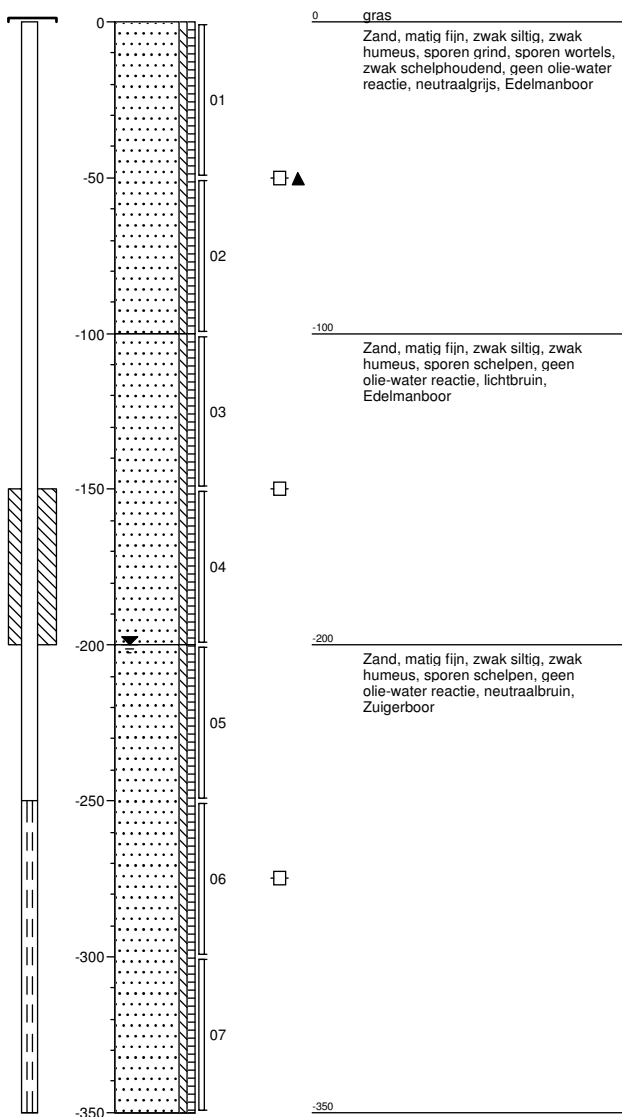 0
gras
0
Zand, matig fijn, zwak siltig, zwak
humeus, sporen grind, sporen wortels,
zwak schelphoudend, geen olie-water
reactie, neutraalgrijs, Edelmanboor
01
-50
02
-100
-100
Zand, matig fijn, zwak siltig, zwak
humeus, sporen schelpen, geen
olie-water reactie, lichtbruin,
Edelmanboor
03
-150
04
-200
-200
Zand, matig fijn, zwak siltig, zwak
humeus, sporen schelpen, geen
olie-water reactie, neutraalbruin,
Zuigerboor
05
-250
06
-300
07
-350
-350